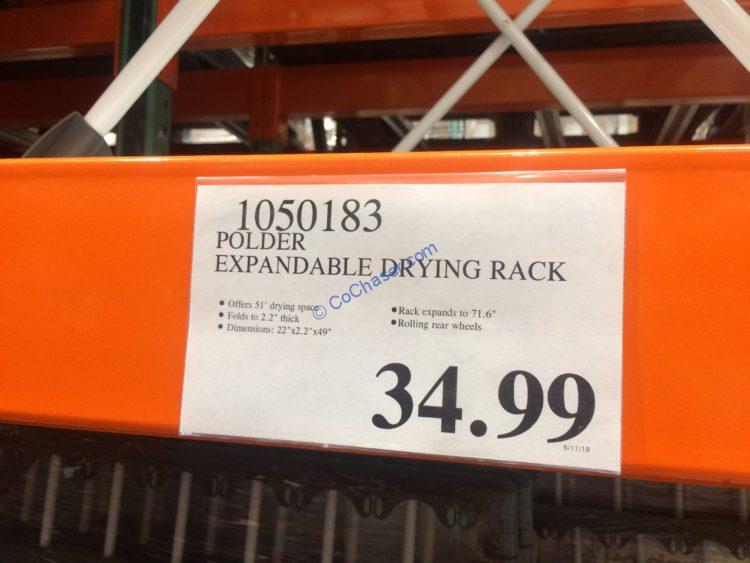 1050183
POLDER
EXPANDABLE DRYING RACK
• Offers 51' drying space
• Folds to 2.2" thick
• Dimensions: 22"x2.2"x49"
• Rack expands to 71.6"
• Rolling rear wheels
© CoChaser.com
34.99
8/11/19